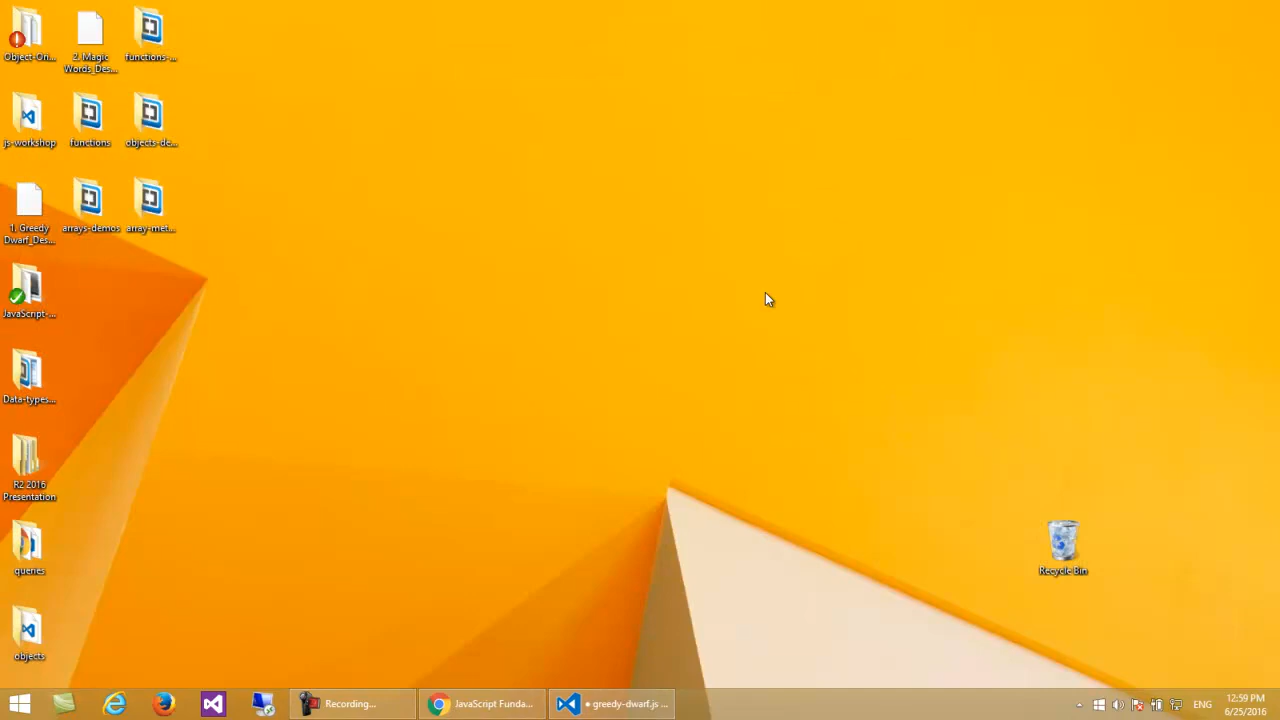 Object-Ori...
2. Magic
Words_Des...
functions-...
js-workshop
functions
objects-de...
1. Greedy
Dwarf_Des...
arrays-demos
array-met...
JavaScript-...
Data-types...
R2 2016
Presentation
queries
objects
Recycle Bin
Recording...
JavaScript Funda...
• greedy-dwarf.js ...
ENG
12:59 PM
6/25/2016